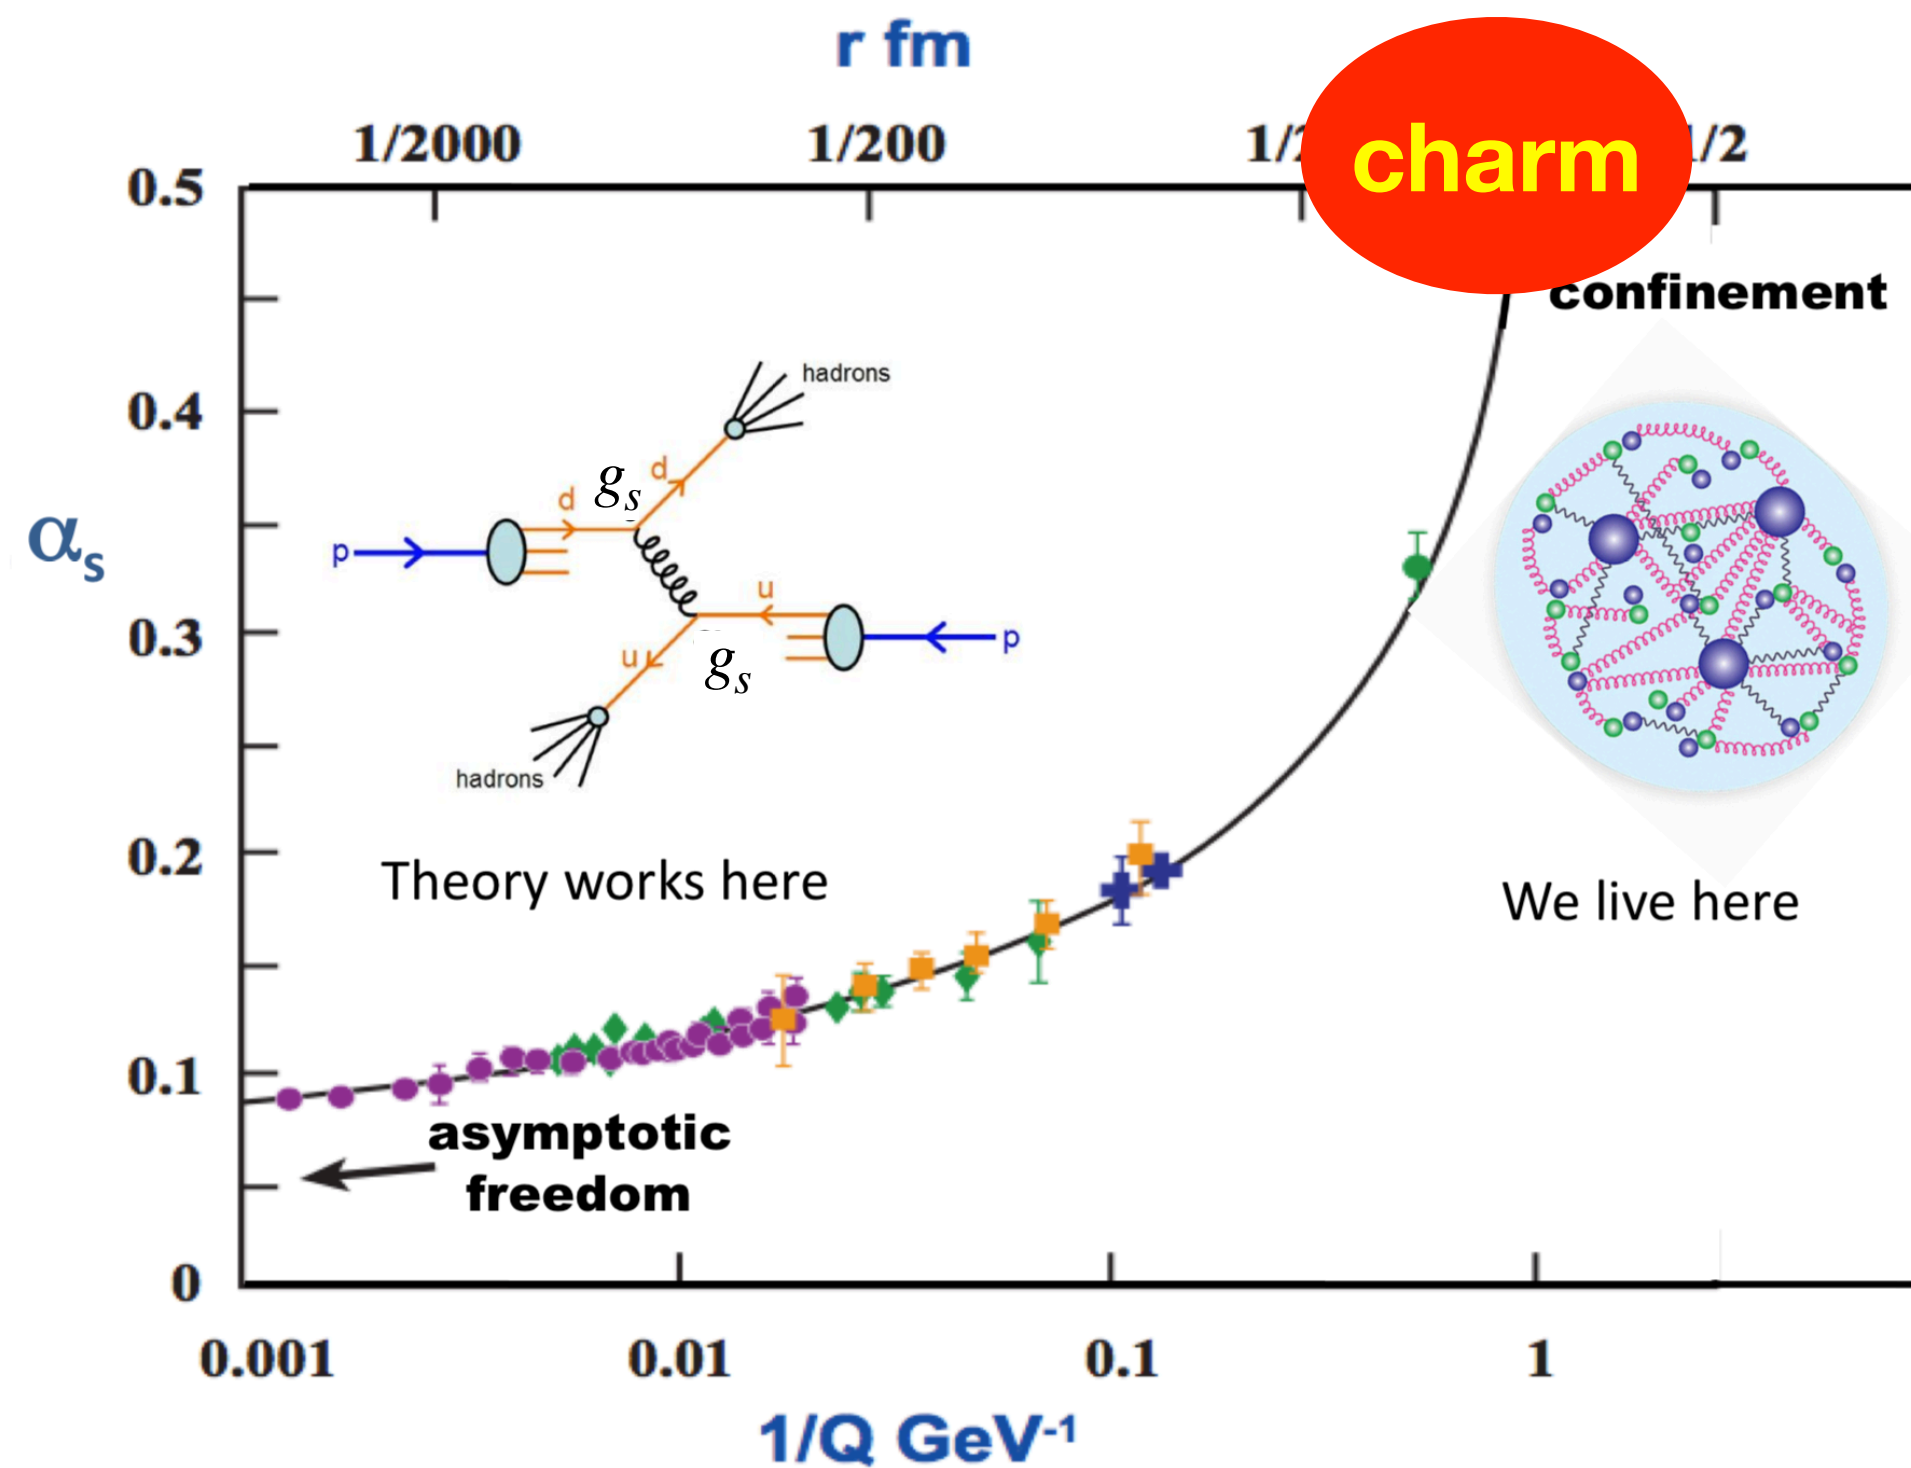 r fm
1/2000
1/200
1/2
charm
1/2
0.5
confinement
hadrons
0.4
d
gs
d
αs
p
u
0.3
p
u
gs
hadrons
0.2
Theory works here
We live here
0.1
asymptotic
freedom
0
0.001
0.01
0.1
1
1/Q GeV-1